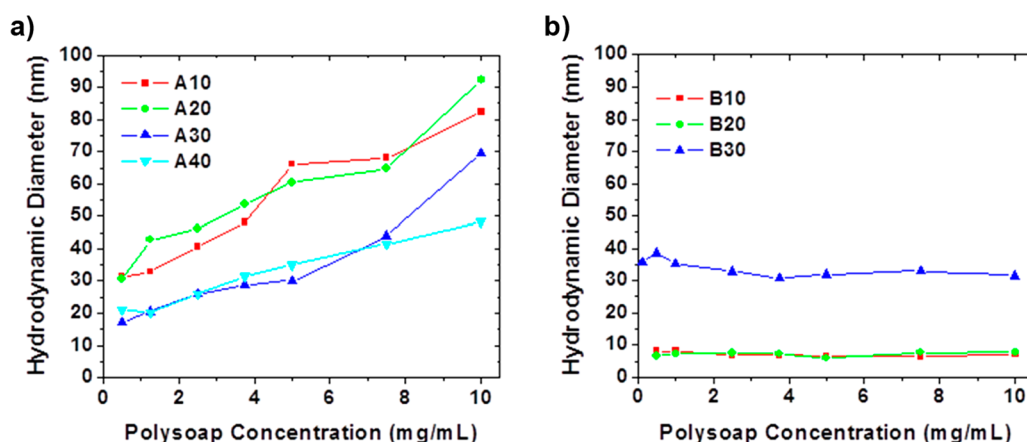 a)
Hydrodynamic Diameter (nm)
100
90
80
70
60
50
40
30
20
10
0
A10
A20
A30
A40
0 2 4 6 8 10
Polysoap Concentration (mg/mL)
b)
Hydrodynamic Diameter (nm)
100
90
80
70
60
50
40
30
20
10
0
B10
B20
B30
0 2 4 6 8 10
Polysoap Concentration (mg/mL)